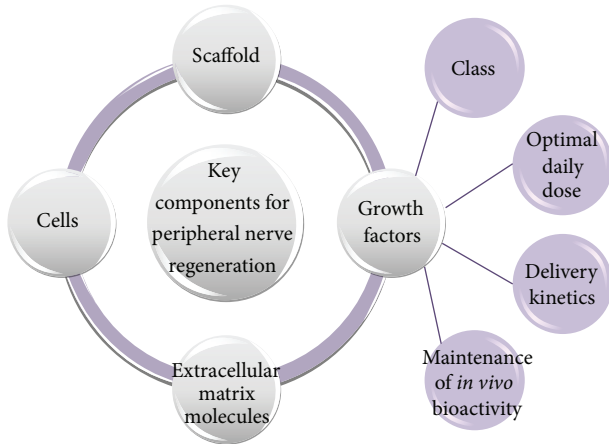 Scaffold
Class
Key
components for
peripheral nerve
regeneration
Cells
Growth
factors
Optimal
daily
dose
Delivery
kinetics
Extracellular
matrix
molecules
Maintenance
of in vivo
bioactivity